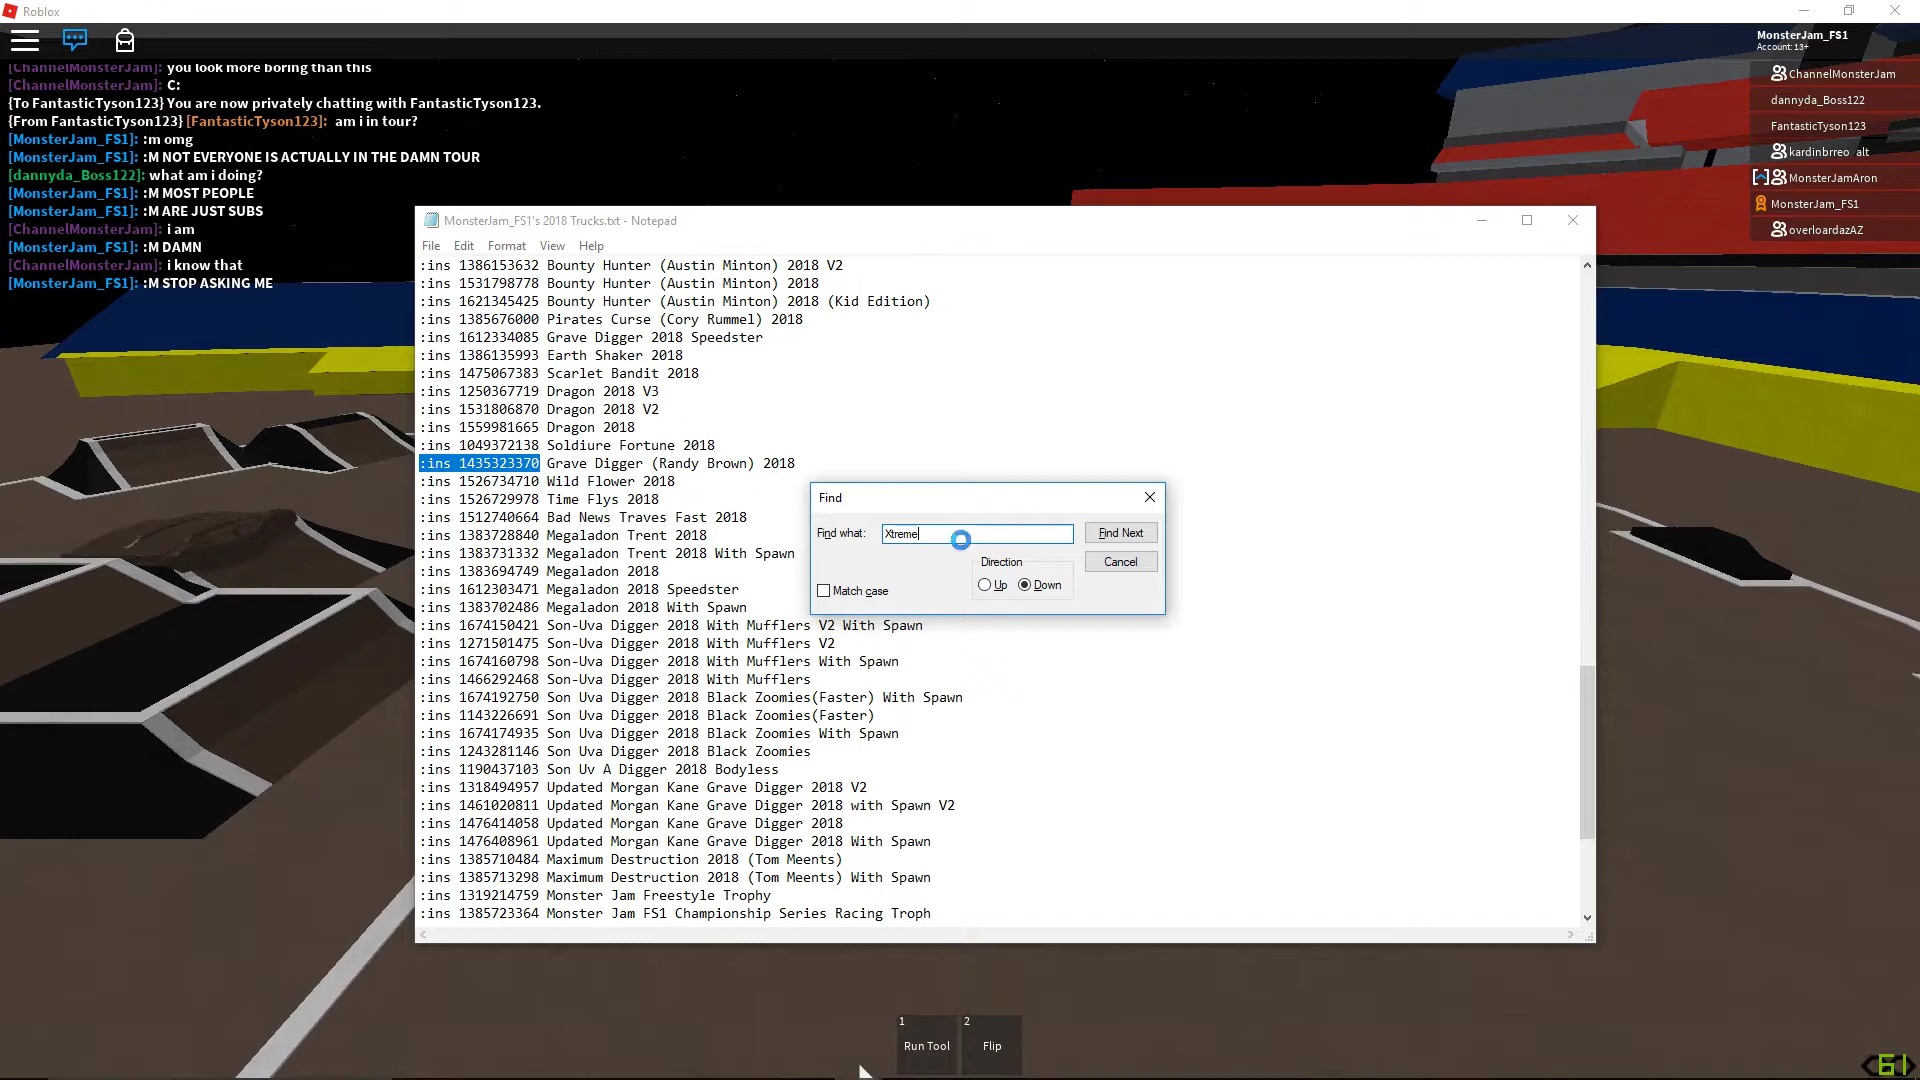 Roblox
[ChannelMonsterJam]: you look more boring than this
[ChannelMonsterJam]: C:
{To FantasticTyson123} You are now privately chatting with FantasticTyson123.
{From FantasticTyson123} [FantasticTyson123]: am i in tour?
[MonsterJam_FS1]: :m omg
[MonsterJam_FS1]: :M NOT EVERYONE IS ACTUALLY IN THE DAMN TOUR
[dannyda_Boss122]: what am i doing?
[MonsterJam_FS1]: :M MOST PEOPLE
[MonsterJam_FS1]: :M ARE JUST SUBS
[ChannelMonsterJam]: i am
[MonsterJam_FS1]: :M DAMN
[ChannelMonsterJam]: i know that
[MonsterJam_FS1]: :M STOP ASKING ME
MonsterJam_FS1
Account: 13+
ChannelMonsterJam
dannyda_Boss122
FantasticTyson123
kardinbrreo_alt
MonsterJamAron
MonsterJam_FS1
overloardazAZ
MonsterJam_FS1's 2018 Trucks.txt - Notepad
File Edit Format View Help
:ins 1386153632 Bounty Hunter (Austin Minton) 2018 V2
:ins 1531798778 Bounty Hunter (Austin Minton) 2018
:ins 1621345425 Bounty Hunter (Austin Minton) 2018 (Kid Edition)
:ins 1385676000 Pirates Curse (Cory Rummel) 2018
:ins 1612334085 Grave Digger 2018 Speedster
:ins 1386135993 Earth Shaker 2018
:ins 1475067383 Scarlet Bandit 2018
:ins 1250367719 Dragon 2018 V3
:ins 1531806870 Dragon 2018 V2
:ins 1559981665 Dragon 2018
:ins 1049372138 Soldiure Fortune 2018
:ins 1435323370 Grave Digger (Randy Brown) 2018
:ins 1526734710 Wild Flower 2018
:ins 1526729978 Time Flys 2018
:ins 1512740664 Bad News Traves Fast 2018
:ins 1383728840 Megaladon Trent 2018
:ins 1383731332 Megaladon Trent 2018 With Spawn
:ins 1383694749 Megaladon 2018
:ins 1612303471 Megaladon 2018 Speedster
:ins 1383702486 Megaladon 2018 With Spawn
:ins 1674150421 Son-Uva Digger 2018 With Mufflers V2 With Spawn
:ins 1271501475 Son-Uva Digger 2018 With Mufflers V2
:ins 1674160798 Son-Uva Digger 2018 With Mufflers With Spawn
:ins 1466292468 Son-Uva Digger 2018 With Mufflers
:ins 1674192750 Son Uva Digger 2018 Black Zoomies(Faster) With Spawn
:ins 1143226691 Son Uva Digger 2018 Black Zoomies(Faster)
:ins 1674174935 Son Uva Digger 2018 Black Zoomies With Spawn
:ins 1243281146 Son Uva Digger 2018 Black Zoomies
:ins 1190437103 Son Uv A Digger 2018 Bodyless
:ins 1318494957 Updated Morgan Kane Grave Digger 2018 V2
:ins 1461020811 Updated Morgan Kane Grave Digger 2018 with Spawn V2
:ins 1476414058 Updated Morgan Kane Grave Digger 2018
:ins 1476408961 Updated Morgan Kane Grave Digger 2018 With Spawn
:ins 1385710484 Maximum Destruction 2018 (Tom Meents)
:ins 1385713298 Maximum Destruction 2018 (Tom Meents) With Spawn
:ins 1319214759 Monster Jam Freestyle Trophy
:ins 1385723364 Monster Jam FS1 Championship Series Racing Troph
Find
Find what: Xtreme
Find Next
Direction
Cancel
Up Down
Match case
1 2
Run Tool Flip
61